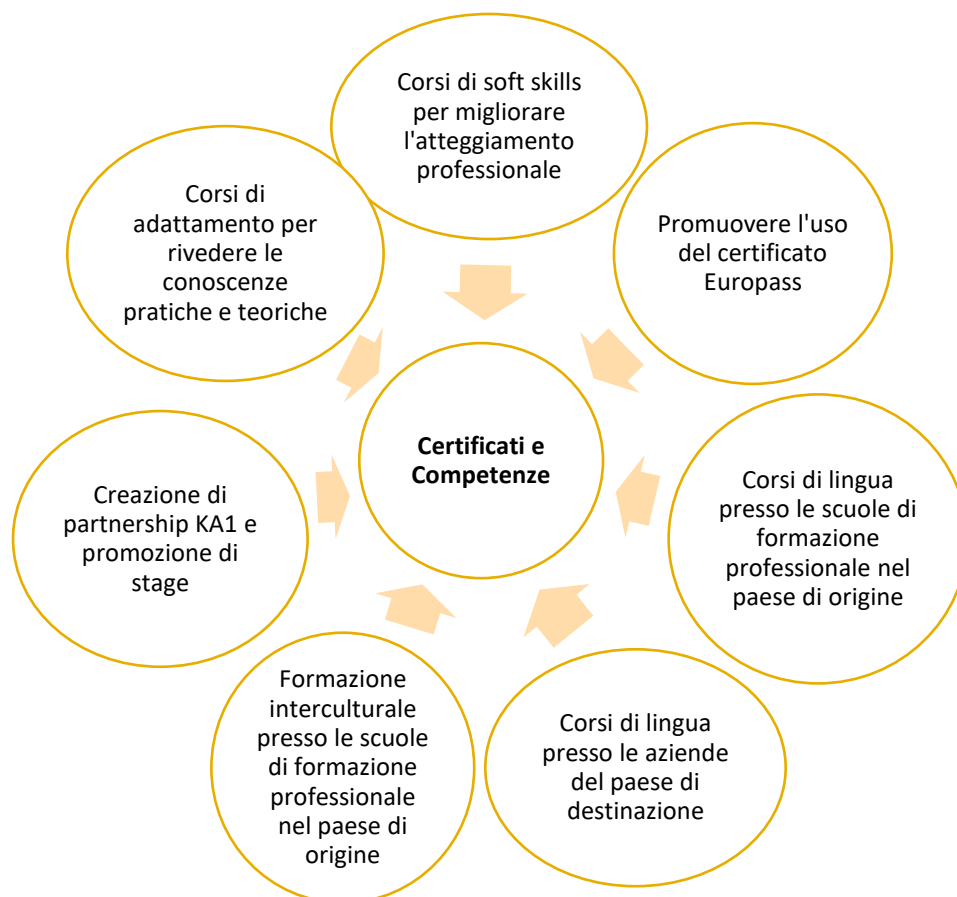 Corsi di soft skills
per migliorare
l'atteggiamento
professionale
Promuovere l'uso
del certificato
Europass
Corsi di lingua
presso le scuole di
formazione
professionale nel
paese di origine
Corsi di lingua
presso le aziende
del paese di
destinazione
Formazione
interculturale
presso le scuole
di formazione
professionale
nel paese di
origine
Creazione di
partnership KA1 e
promozione di
stage
Corsi di
adattamento per
rivedere le
conoscenze
pratiche e teoriche
Certificati e
Competenze